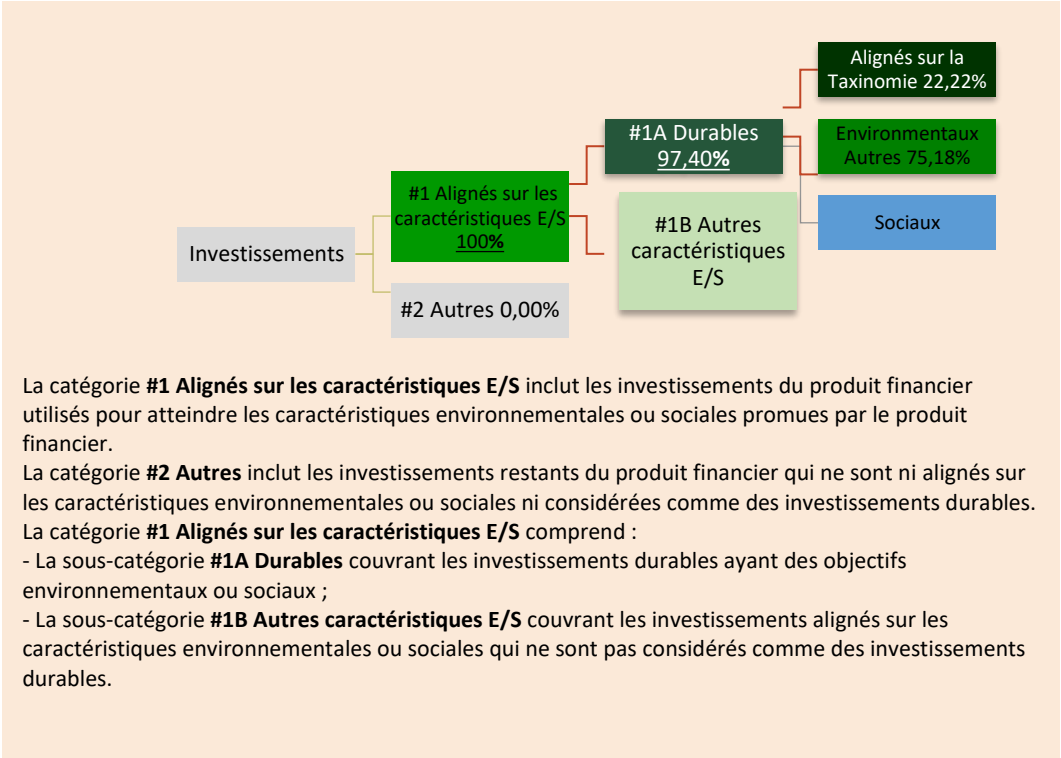 Alignés sur la
Taxinomie 22,22%
#1A Durables
97,40%
Environmentaux
Autres 75,18%
#1 Alignés sur les
caractéristiques E/S
100%
#1B Autres
caractéristiques
E/S
Sociaux
Investissements
#2 Autres 0,00%
La catégorie #1 Alignés sur les caractéristiques E/S inclut les investissements du produit financier
utilisés pour atteindre les caractéristiques environnementales ou sociales promues par le produit
financier.
La catégorie #2 Autres inclut les investissements restants du produit financier qui ne sont ni alignés sur
les caractéristiques environnementales ou sociales ni considérées comme des investissements durables.
La catégorie #1 Alignés sur les caractéristiques E/S comprend :
- La sous-catégorie #1A Durables couvrant les investissements durables ayant des objectifs
environnementaux ou sociaux ;
- La sous-catégorie #1B Autres caractéristiques E/S couvrant les investissements alignés sur les
caractéristiques environnementales ou sociales qui ne sont pas considérés comme des investissements
durables.